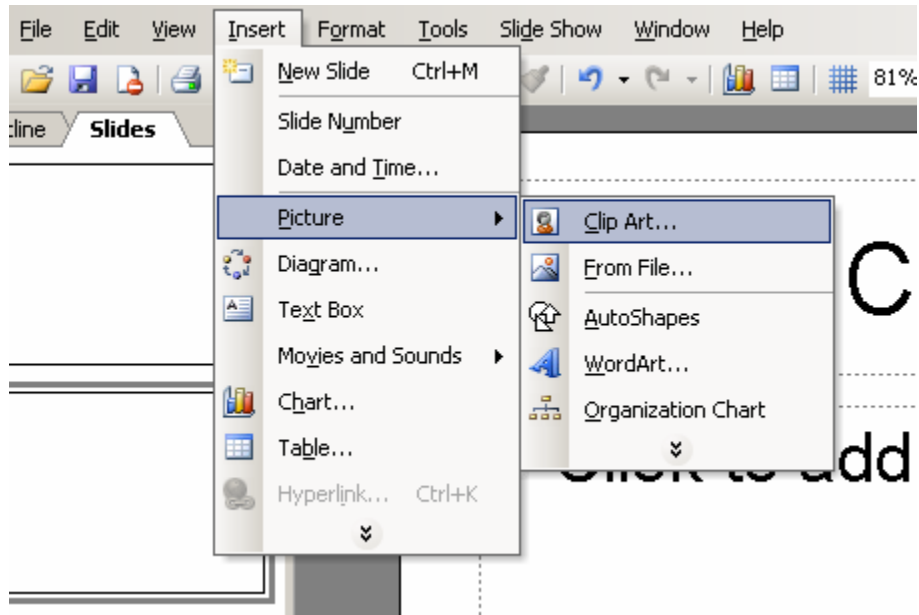 File Edit View Insert Format Tools Slide Show Window Help
81%
Slides
New Slide Ctrl+M
Slide Number
Date and Time...
Picture
Diagram...
Text Box
Movies and Sounds
Chart...
Table...
Hyperlink... Ctrl+K
Clip Art...
From File...
AutoShapes
WordArt...
Organization Chart
C
Click to add